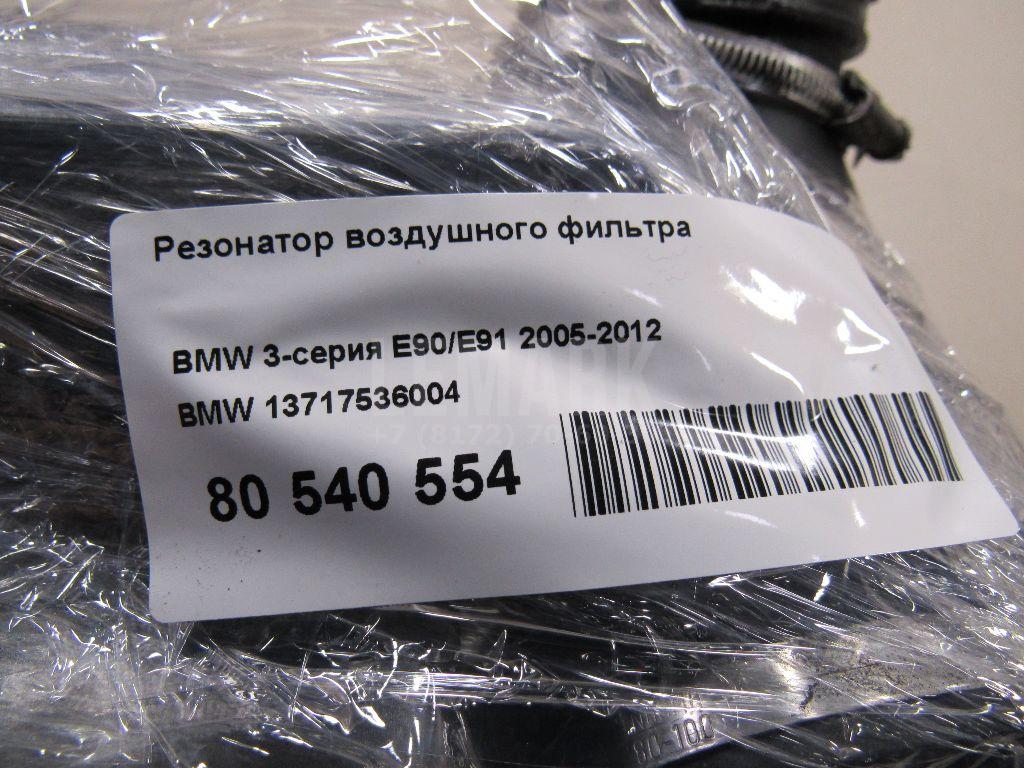 Резонатор воздушного фильтра
BMW 3-серия E90/E91 2005-2012
BMW 13717536004
80 540 554